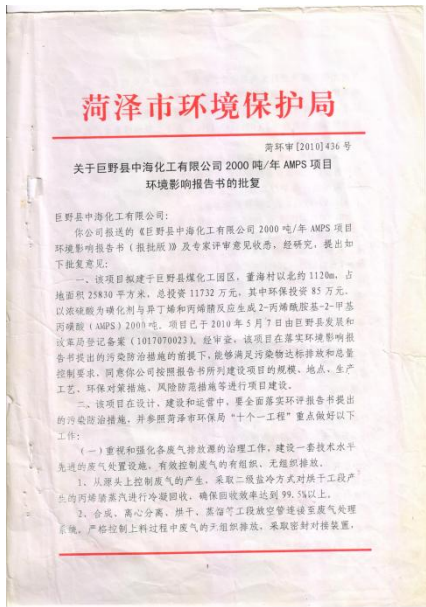 菏泽市环境保护局
菏环审[2010]436号
关于巨野县中海化工有限公司2000吨/年AMPS项目
环境影响报告书的批复
巨野县中海化工有限公司:
你公司报送的《巨野县中海化工有限公司2000吨/年AMPS项目
环境影响报告书(报批版)》及专家评审意见收悉,经研究,提出如
下批复意见:
一、该项目拟建于巨野县煤化工园区,董海村以北约1120m,占
地面积25830平方米,总投资11732万元,其中环保投资85万元,
以浓硫酸为磺化剂与异丁烯和丙烯腈反应生成2-丙烯酰胺基-2-甲基
丙磺酸(AMPS)2000吨。项目已于2010年5月7日由巨野县发展和
改革局登记备案(1017070023)。经审查,该项目在落实环境影响报
告书提出的污染防治措施的前提下,能够满足污染物达标排放和总量
控制要求、同意你公司按照报告书所列建设项目的规模、地点、生产
工艺、环保对策措施、风险防范措施等进行项目建设。
二、该项目在设计、建设和运营中,要全面落实环评报告书提出
的污染防治措施,并参照菏泽市环保局“十个一工程”重点做好以下
工作:
(一)重视和强化各废气排放源的治理工作,建设一套技术水平
先进的废气处置设施,有效控制废气的有组织、无组织排放。
1、从源头上控制废气的产生,采取二级盐冷方式对烘干工段产
生的丙烯腈蒸汽进行冷凝回收,确保回收效率达到99.5%以上。
2、合成、离心分离、烘干、蒸馏等工段放空管连接至废气处理
系统,严格控制上料过程中废气的无组织排放,采取密封对接装置,
1